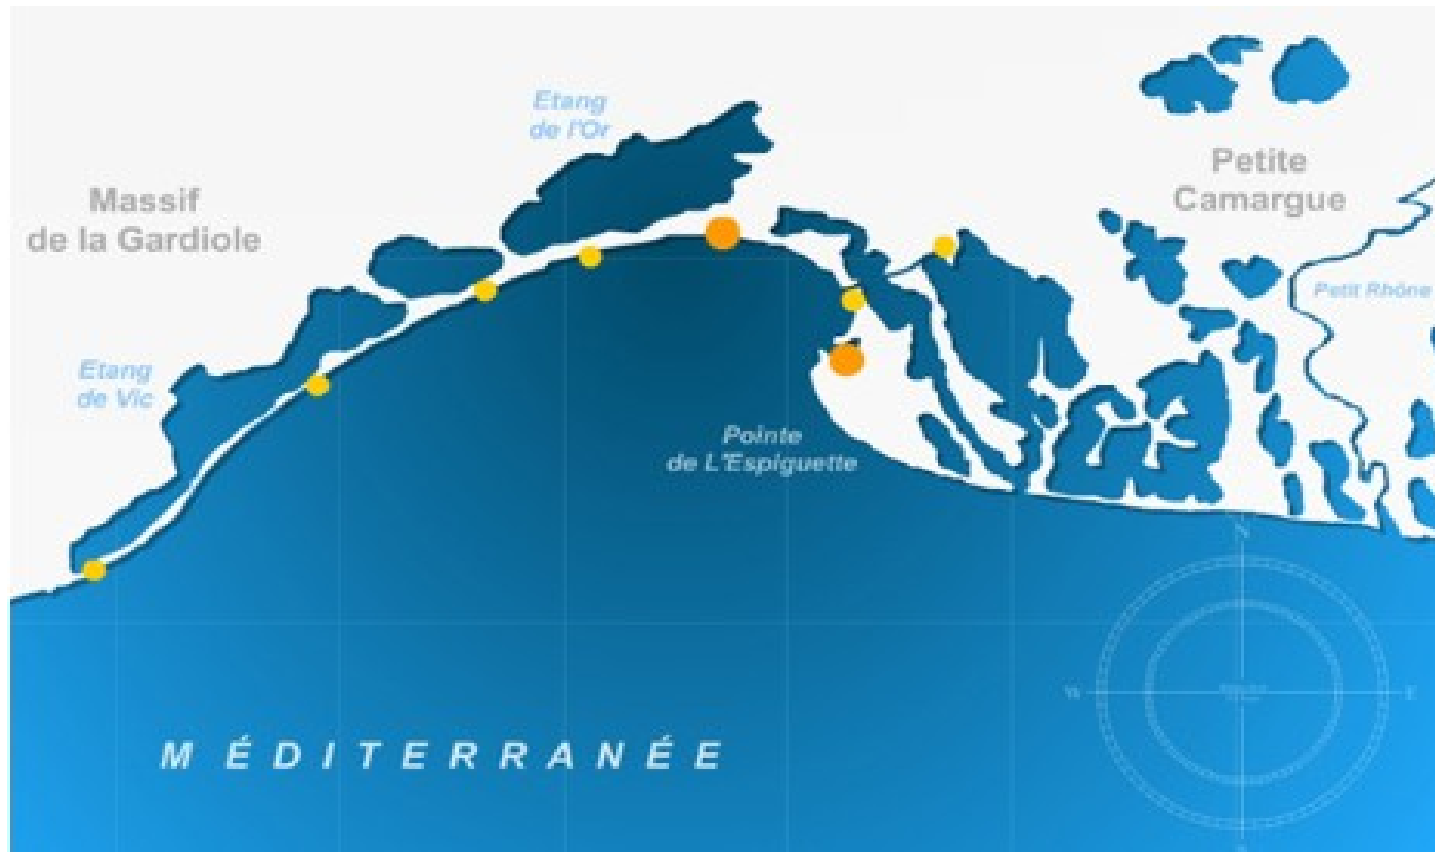 Etang
de l'Or
Petite
Camargue
Massif
de la Gardiole
Petit Rhône
Etang
de Vic
Pointe
de L'Espiguette
N
W
E
MÉDITERRANÉE